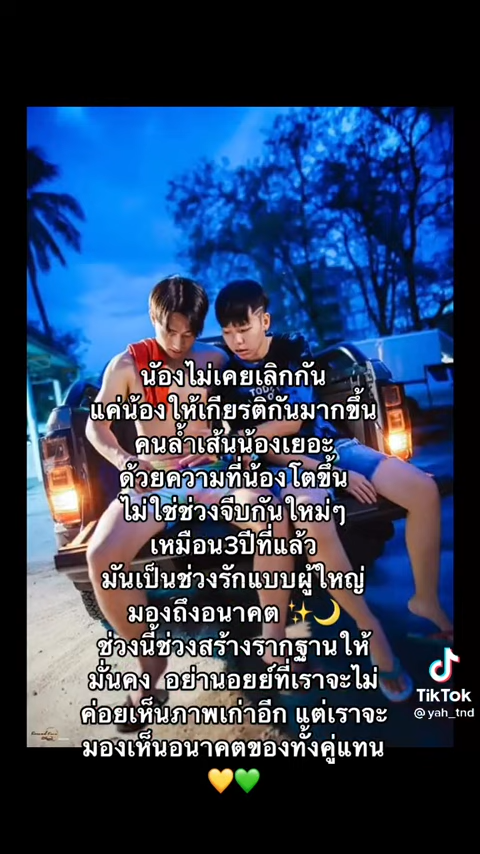 น้องไม่เคยเลิกกัน
แค่น้องให้เกียรติกันมากขึ้น
คนล้ำเส้นน้องเยอะ
ด้วยความที่น้องโตขึ้น
ไม่ใช่ช่วงจีบกันใหม่ๆ
เหมือน3ปีที่แล้ว
มันเป็นช่วงรักแบบผู้ใหญ่
มองถึงอนาคต ✨🌙
ช่วงนี้ช่วงสร้างรากฐานให้
มั่นคง อย่านอยย์ที่เราจะไม่
ค่อยเห็นภาพเก่าอีก แต่เราจะ
มองเห็นอนาคตของทั้งคู่แทน
💛💚
TikTok
@yah_tnd